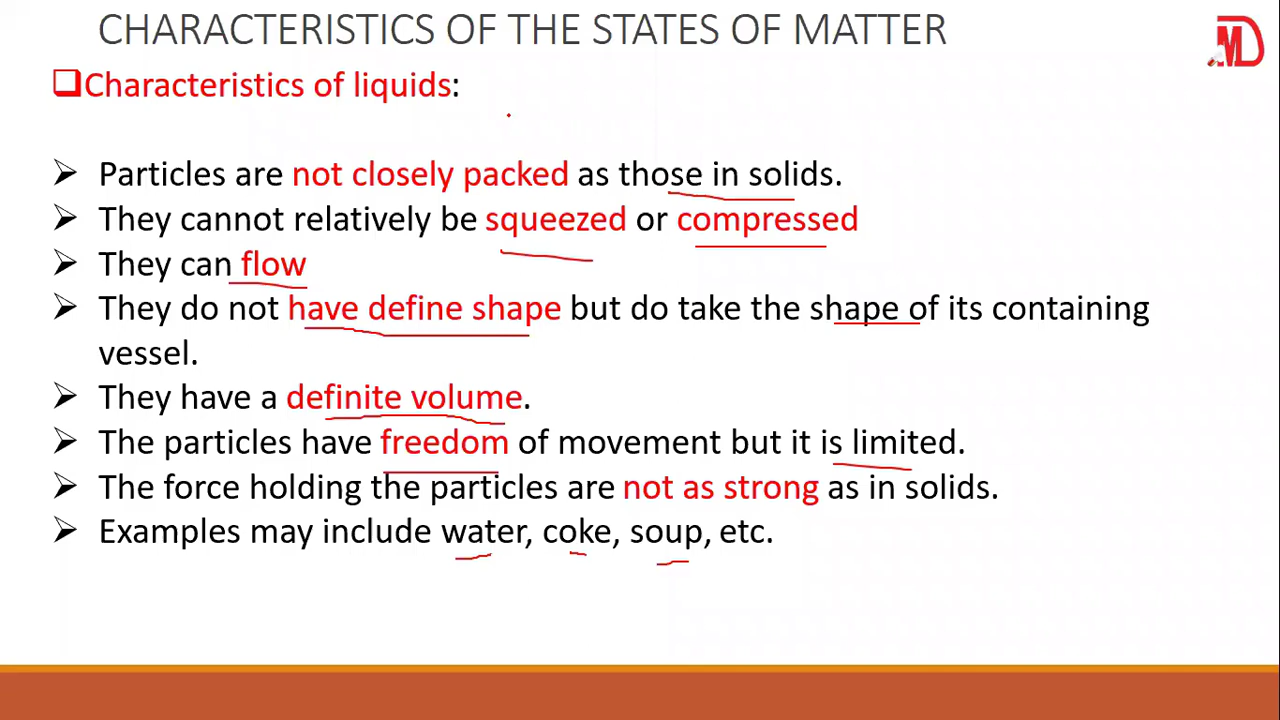 CHARACTERISTICS OF THE STATES OF MATTER
Characteristics of liquids:
Particles are not closely packed as those in solids.
They cannot relatively be squeezed or compressed
They can flow
They do not have define shape but do take the shape of its containing
vessel.
They have a definite volume.
The particles have freedom of movement but it is limited.
The force holding the particles are not as strong as in solids.
Examples may include water, coke, soup, etc.
MD